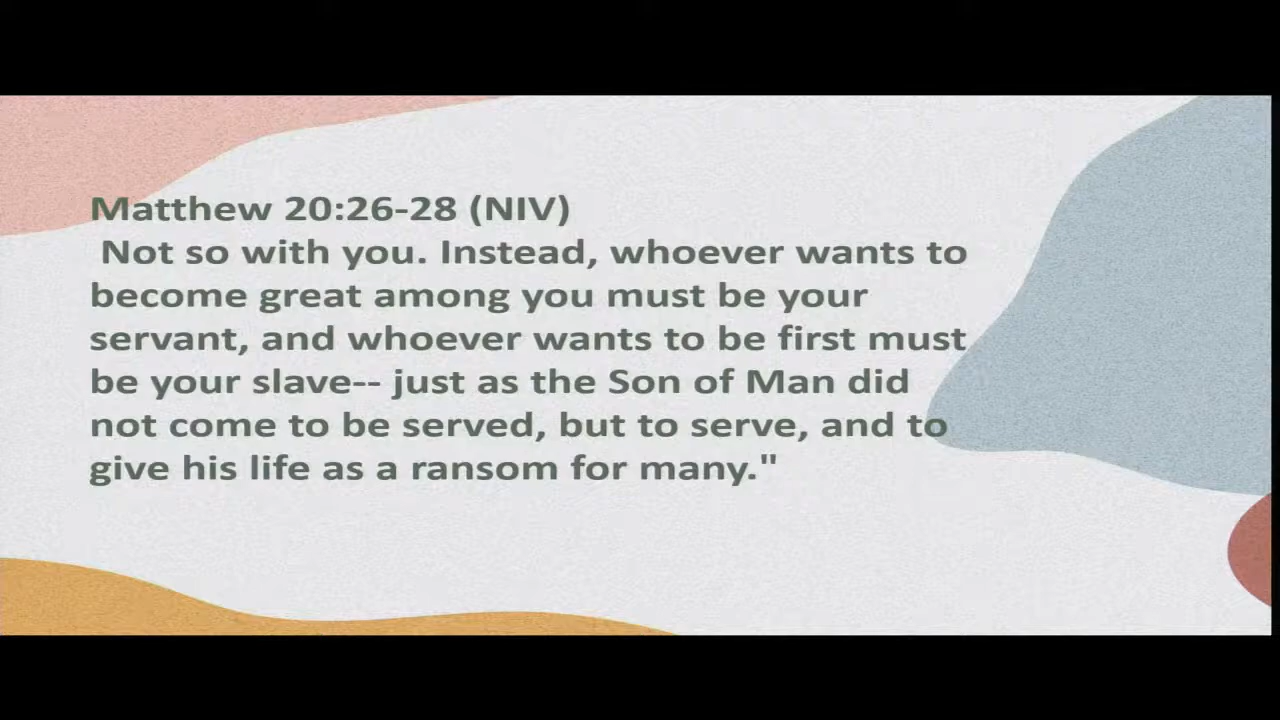 Matthew 20:26-28 (NIV)
Not so with you. Instead, whoever wants to
become great among you must be your
servant, and whoever wants to be first must
be your slave-- just as the Son of Man did
not come to be served, but to serve, and to
give his life as a ransom for many."